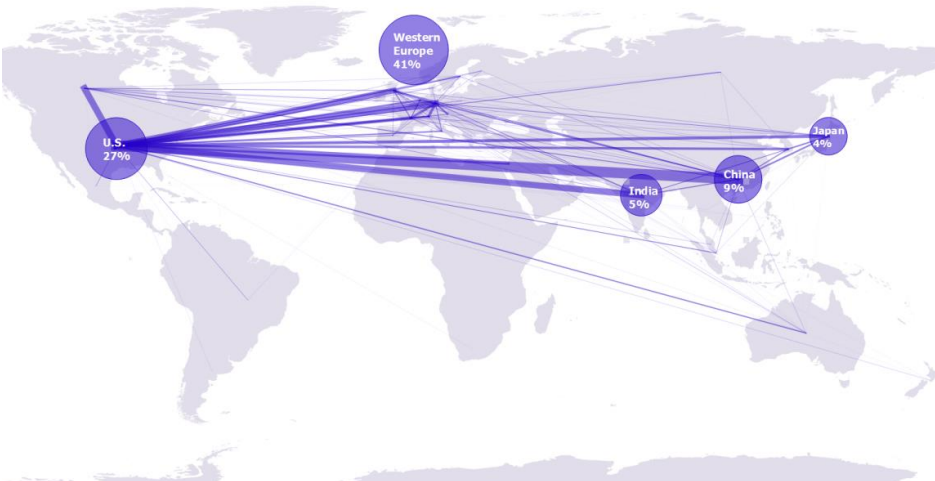 Western
Europe
41%
U.S.
27%
Japan
4%
China
9%
India
5%